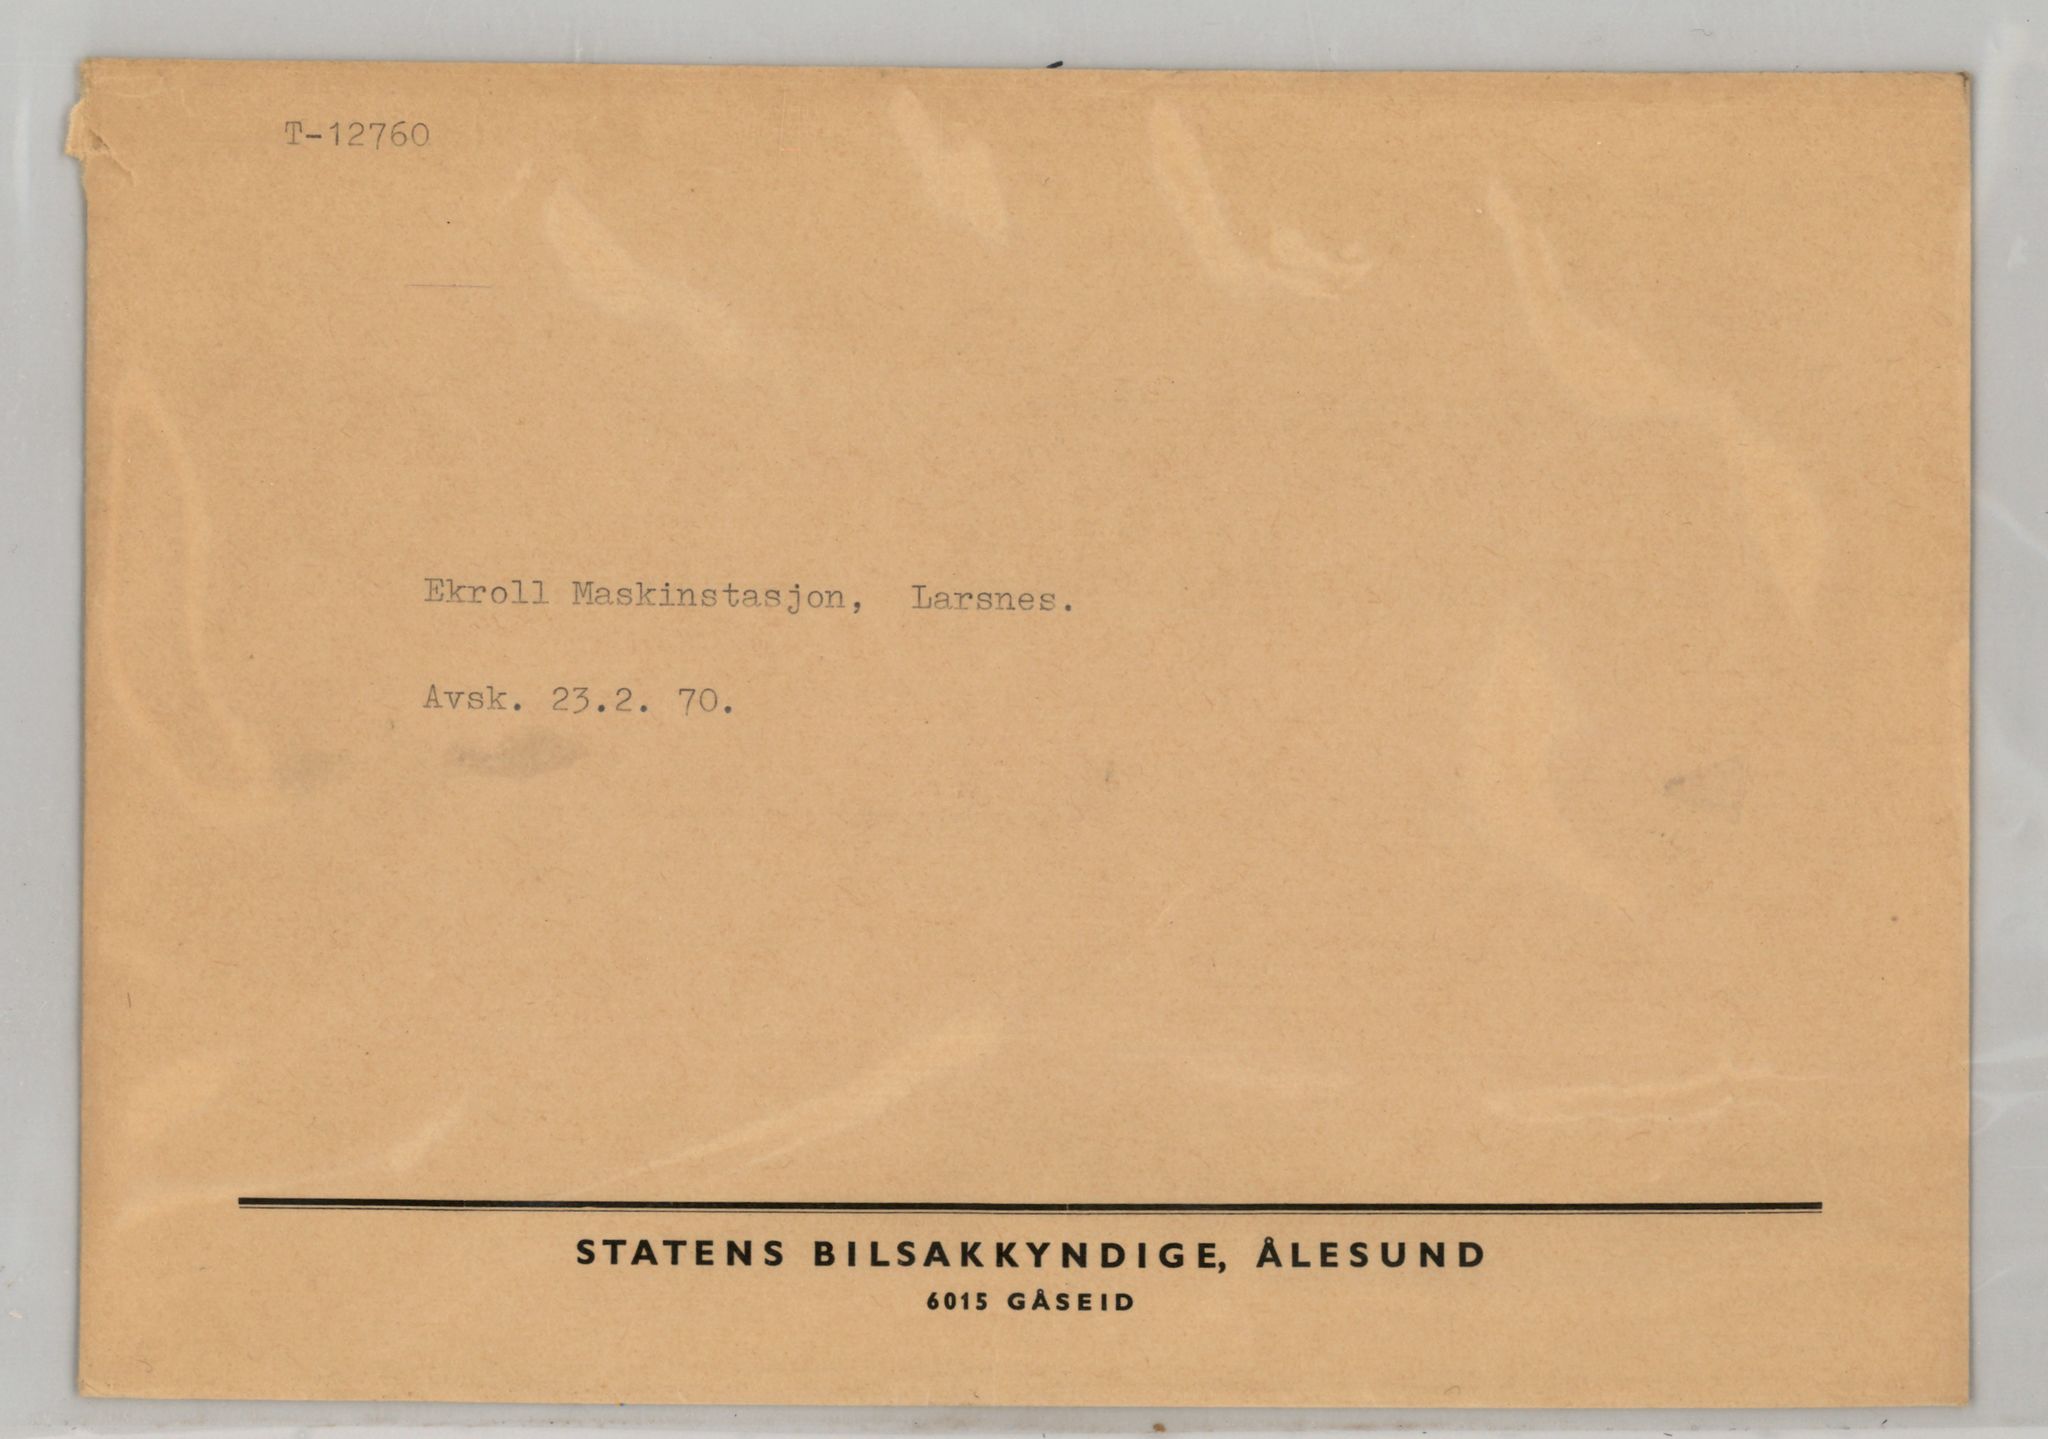 T-12760
Ekroll Maskinstasjon, Larsnes.
Avsk. 23.2. 70.
STATENS BILSAKKYNDIGE, ÅLESUND
6015 GÅSEID